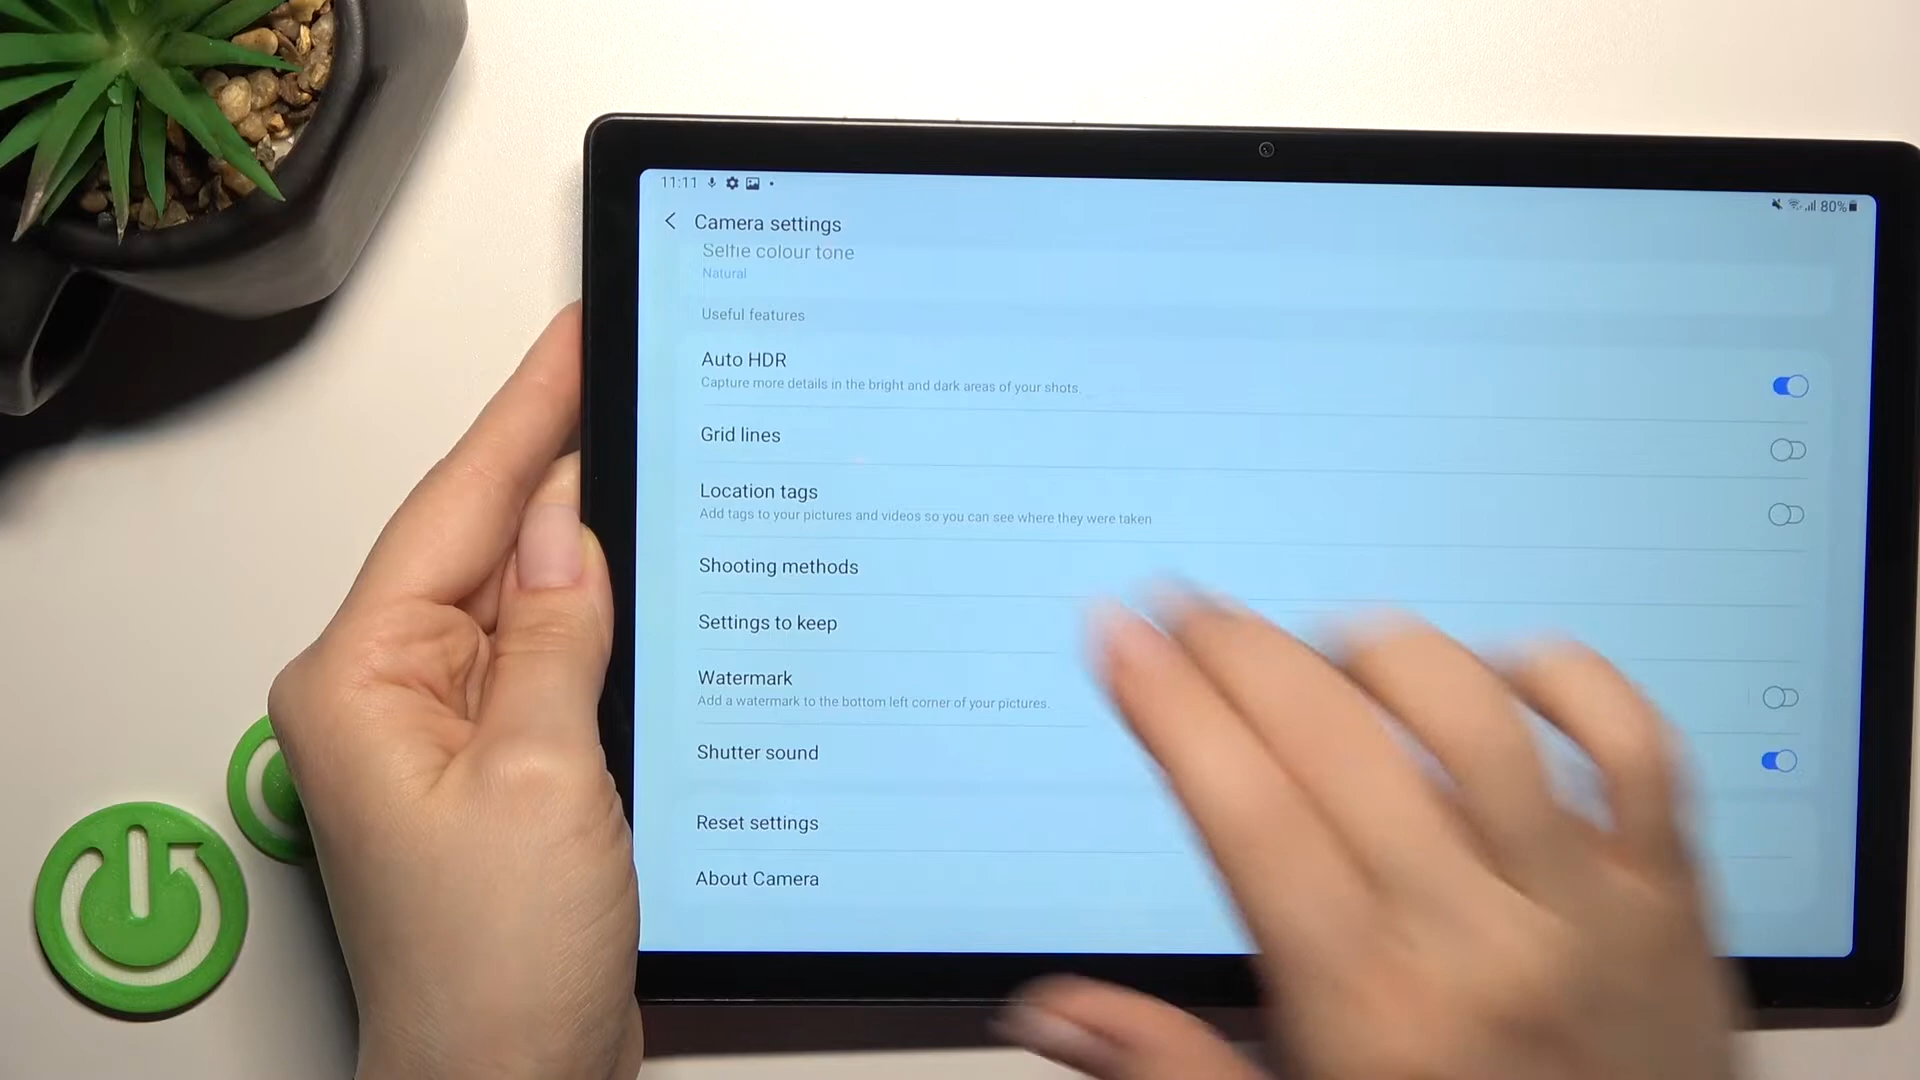 11:11
80%
Camera settings
Selfie colour tone
Natural
Useful features
Auto HDR
Capture more details in the bright and dark areas of your shots.
Grid lines
Location tags
Add tags to your pictures and videos so you can see where they were taken
Shooting methods
Settings to keep
Watermark
Add a watermark to the bottom left corner of your pictures.
Shutter sound
Reset settings
About Camera